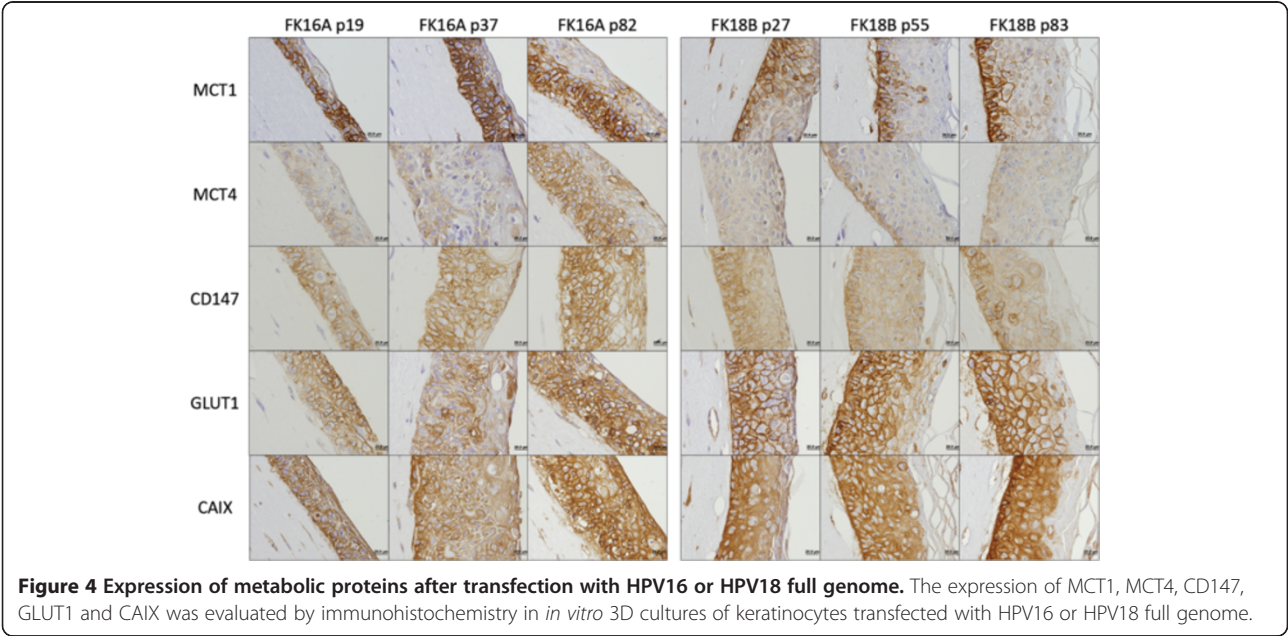 FK16A p19 FK16A p37 FK16A p82 FK18B p27 FK18B p55 FK18B p83
MCT1
MCT4
CD147
GLUT1
CAIX
Figure 4 Expression of metabolic proteins after transfection with HPV16 or HPV18 full genome. The expression of MCT1, MCT4, CD147,
GLUT1 and CAIX was evaluated by immunohistochemistry in in vitro 3D cultures of keratinocytes transfected with HPV16 or HPV18 full genome.